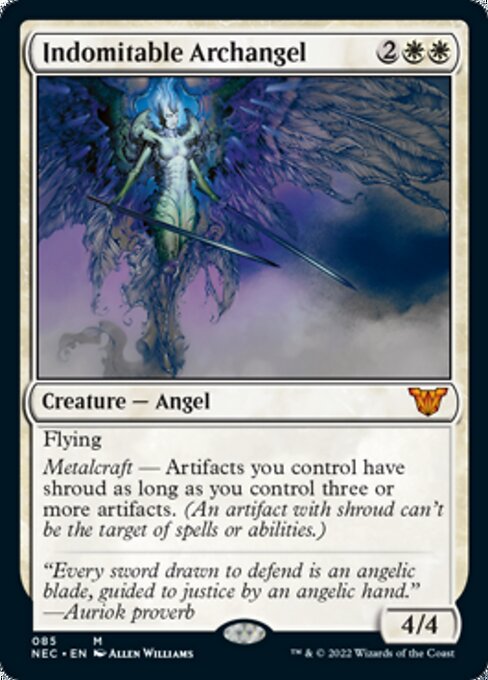 Indomitable Archangel 2
Creature — Angel
Flying
Metalcraft — Artifacts you control have
shroud as long as you control three or
more artifacts. (An artifact with shroud can't
be the target of spells or abilities.)
“Every sword drawn to defend is an angelic
blade, guided to justice by an angelic hand.”
—Auriok proverb
4/4
085 M
NEC • EN Allen Williams ™ & © 2022 Wizards of the Coast